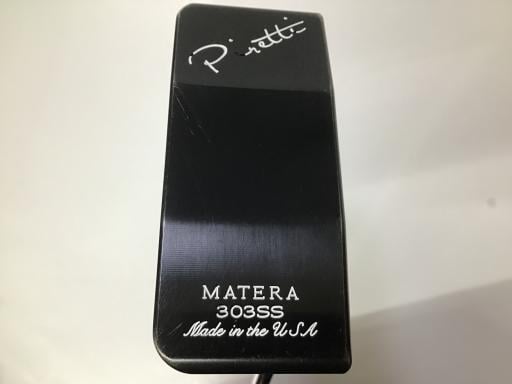 Piretti
MATERA
303SS
Made in the USA